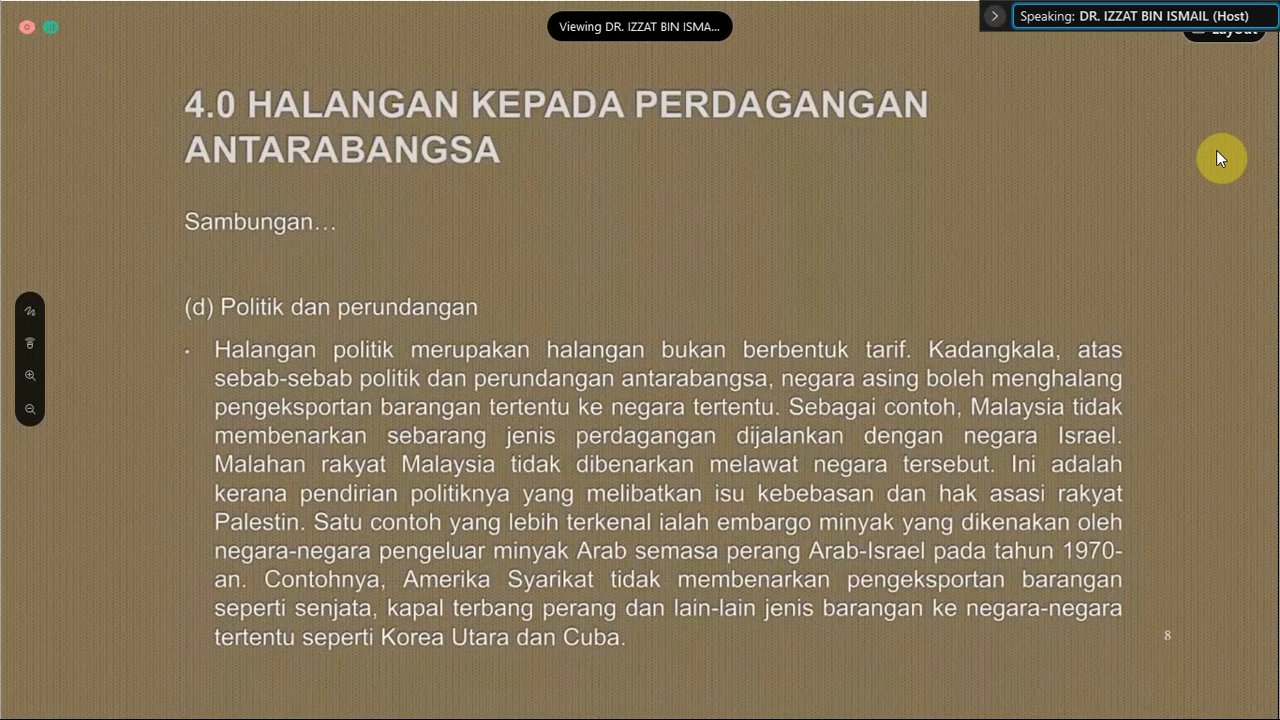 Speaking: DR. IZZAT BIN ISMAIL (Host)
Viewing DR. IZZAT BIN ISMA...
Layout
4.0 HALANGAN KEPADA PERDAGANGAN
ANTARABANGSA
Sambungan…
(d) Politik dan perundangan
• Halangan politik merupakan halangan bukan berbentuk tarif. Kadangkala, atas
sebab-sebab politik dan perundangan antarabangsa, negara asing boleh menghalang
pengeksportan barangan tertentu ke negara tertentu. Sebagai contoh, Malaysia tidak
membenarkan sebarang jenis perdagangan dijalankan dengan negara Israel.
Malahan rakyat Malaysia tidak dibenarkan melawat negara tersebut. Ini adalah
kerana pendirian politiknya yang melibatkan isu kebebasan dan hak asasi rakyat
Palestin. Satu contoh yang lebih terkenal ialah embargo minyak yang dikenakan oleh
negara-negara pengeluar minyak Arab semasa perang Arab-Israel pada tahun 1970-
an. Contohnya, Amerika Syarikat tidak membenarkan pengeksportan barangan
seperti senjata, kapal terbang perang dan lain-lain jenis barangan ke negara-negara
tertentu seperti Korea Utara dan Cuba.
8